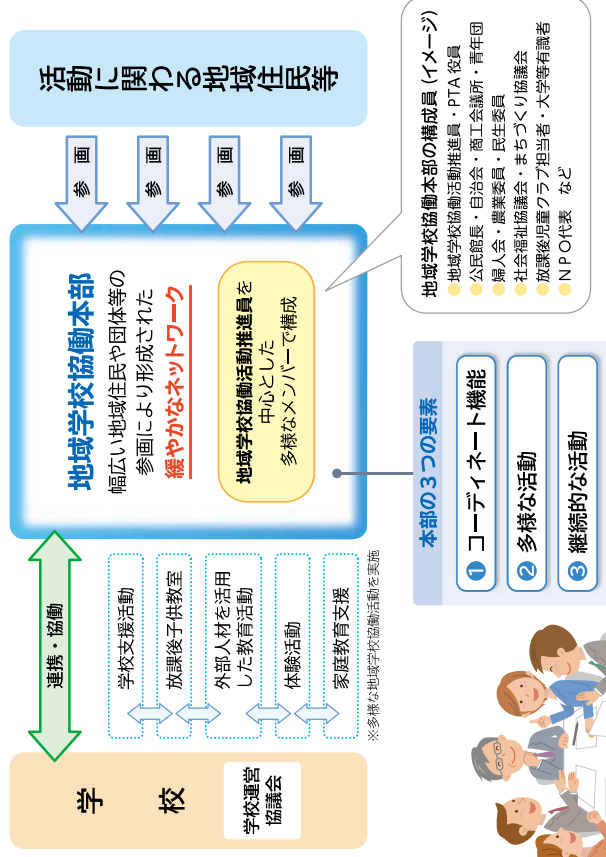 学校
学校運営
協議会
連携・協働
学校支援活動
放課後子供教室
外部人材を活用
した教育活動
体験活動
家庭教育支援
※多様な地域学校協働活動を実施
地域学校協働本部
幅広い地域住民や団体等の
参画により形成された
緩やかなネットワーク
地域学校協働活動推進員を
中心とした
多様なメンバーで構成
参画
参画
参画
参画
活動に関わる地域住民等
本部の3つの要素
1 コーディネート機能
2 多様な活動
3 継続的な活動
地域学校協働本部の構成員(イメージ)
●地域学校協働活動推進員・PTA役員
●公民館長・自治会・商工会議所・青年団
●婦人会・農業委員・民生委員
●社会福祉協議会・まちづくり協議会
●放課後児童クラブ担当者・大学等有識者
●NPO代表 など